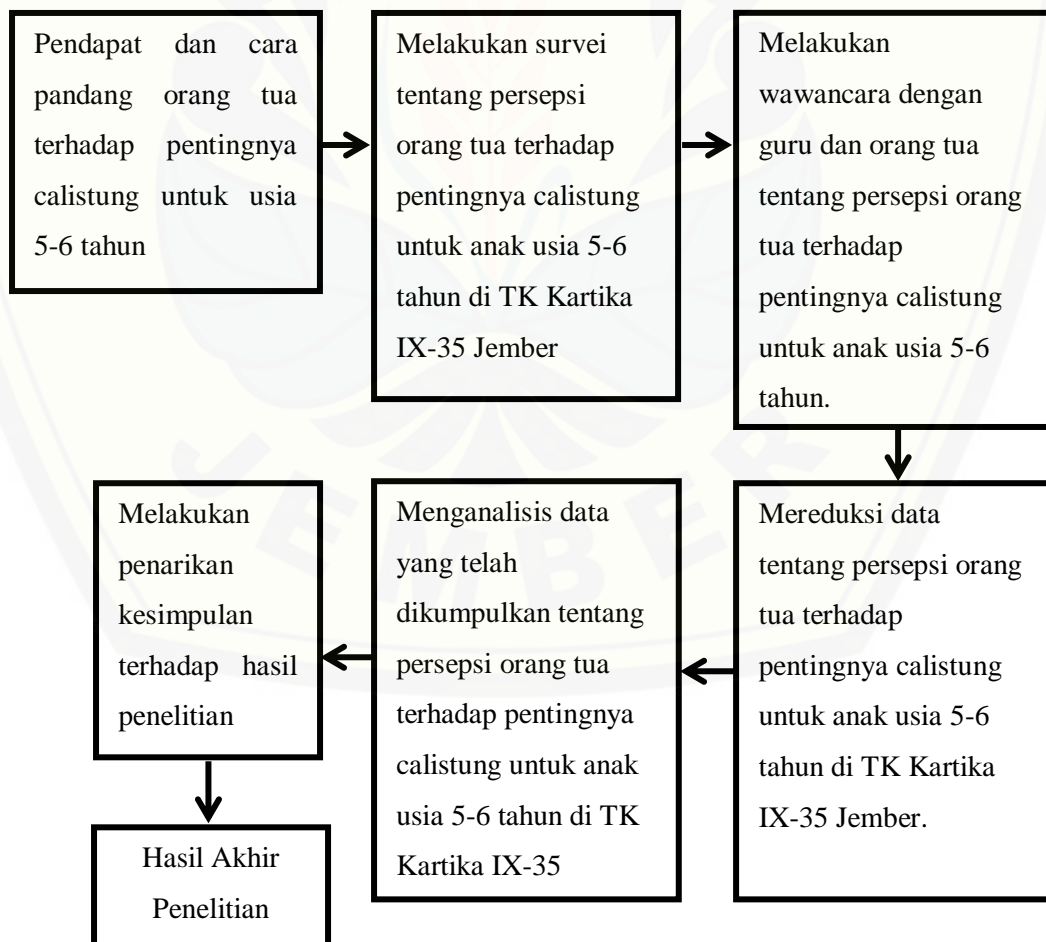 Pendapat dan cara
pandang orang tua
terhadap pentingnya
calistung untuk usia
5-6 tahun
Melakukan survei
tentang persepsi
orang tua terhadap
pentingnya calistung
untuk anak usia 5-6
tahun di TK Kartika
IX-35 Jember
Melakukan
wawancara dengan
guru dan orang tua
tentang persepsi orang
tua terhadap
pentingnya calistung
untuk anak usia 5-6
tahun.
Mereduksi data
tentang persepsi orang
tua terhadap
pentingnya calistung
untuk anak usia 5-6
tahun di TK Kartika
IX-35 Jember.
Menganalisis data
yang telah
dikumpulkan tentang
persepsi orang tua
terhadap pentingnya
calistung untuk anak
usia 5-6 tahun di TK
Kartika IX-35
Melakukan
penarikan
kesimpulan
terhadap hasil
penelitian
Hasil Akhir
Penelitian
JEMBER